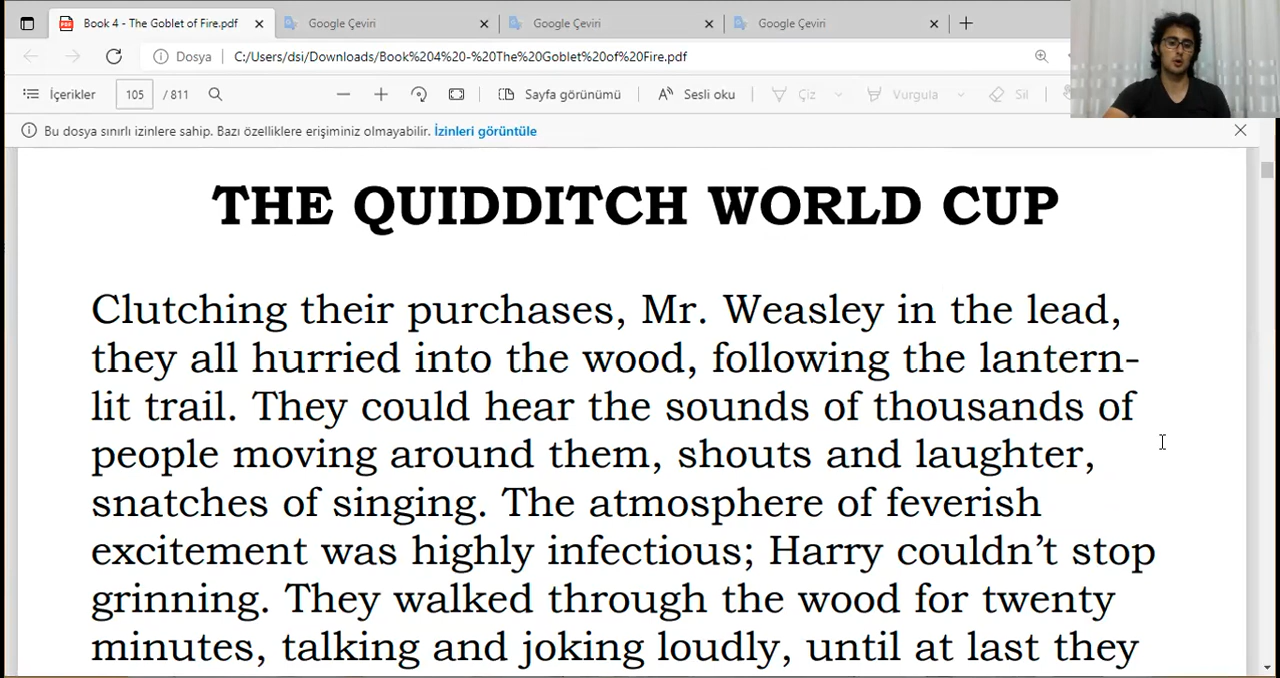 Book 4 - The Goblet of Fire.pdf
Google Çeviri
Google Çeviri
Google Çeviri
Dosya
C:/Users/dsi/Downloads/Book%204%20-%20The%20Goblet%20of%20Fire.pdf
İçerikler
105
/ 811
Sayfa görünümü
Sesli oku
Çiz
Vurgula
Sil
Bu dosya sınırlı izinlere sahip. Bazı özelliklere erişiminiz olmayabilir. İzinleri görüntüle
THE QUIDDITCH WORLD CUP
Clutching their purchases, Mr. Weasley in the lead,
they all hurried into the wood, following the lantern-
lit trail. They could hear the sounds of thousands of
people moving around them, shouts and laughter,
snatches of singing. The atmosphere of feverish
excitement was highly infectious; Harry couldn’t stop
grinning. They walked through the wood for twenty
minutes, talking and joking loudly, until at last they